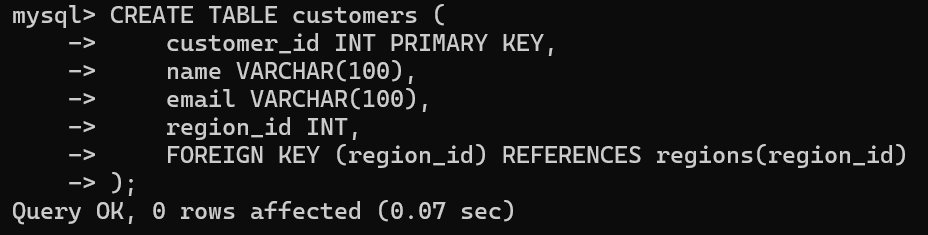 mysql> CREATE TABLE customers (
    ->     customer_id INT PRIMARY KEY,
    ->     name VARCHAR(100),
    ->     email VARCHAR(100),
    ->     region_id INT,
    ->     FOREIGN KEY (region_id) REFERENCES regions(region_id)
    -> );
Query OK, 0 rows affected (0.07 sec)